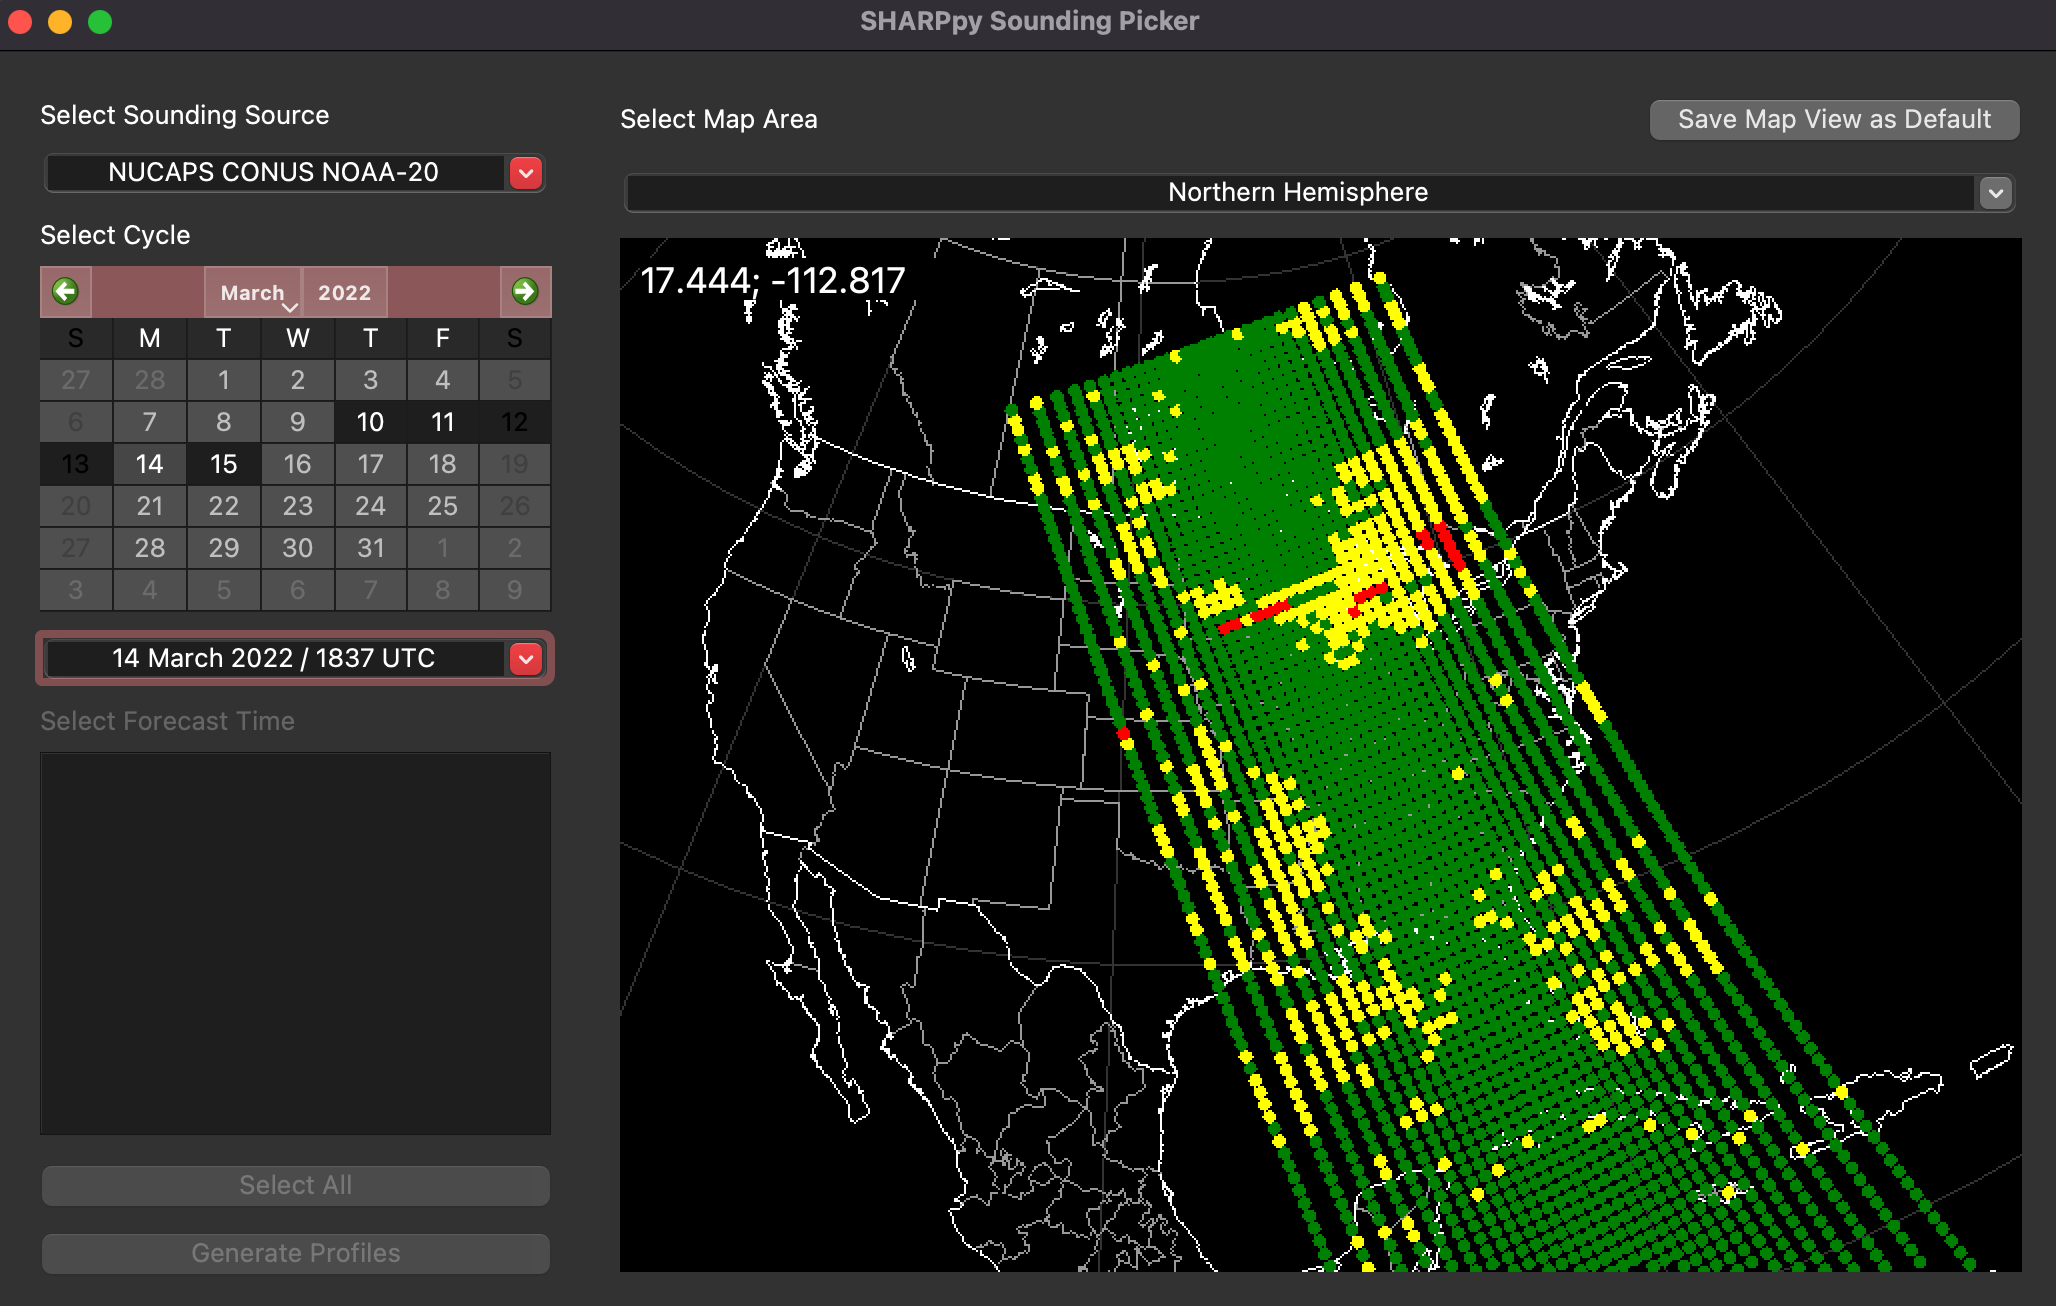 SHARPpy Sounding Picker
Select Sounding Source
NUCAPS CONUS NOAA-20
Select Cycle
March 2022
S M T W T F S
27 28 1 2 3 4 5
6 7 8 9 10 11 12
13 14 15 16 17 18 19
20 21 22 23 24 25 26
27 28 29 30 31 1 2
3 4 5 6 7 8 9
14 March 2022 / 1837 UTC
Select Forecast Time
Select All
Generate Profiles
Select Map Area
Save Map View as Default
Northern Hemisphere
17.444; -112.817